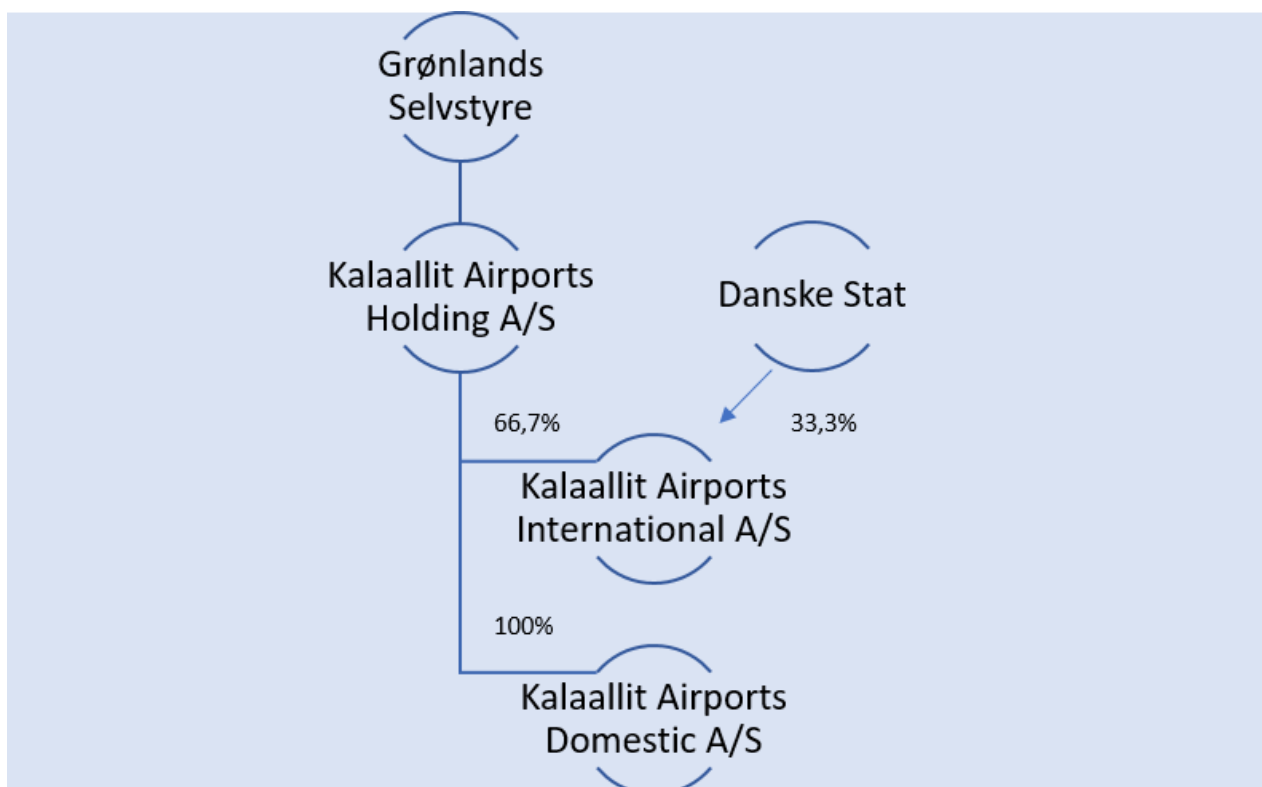 Grønlands
Selvstyre
Kalaallit Airports
Holding A/S
Danske Stat
66,7%
33,3%
Kalaallit Airports
International A/S
100%
Kalaallit Airports
Domestic A/S